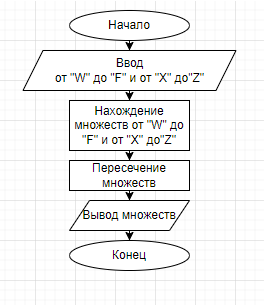 Начало
Ввод
от "W" до "F" и от "X" до"Z"
Нахождение
множеств от "W" до
"F" и от "X" до"Z"
Пересечение
множеств
Вывод множеств
Конец